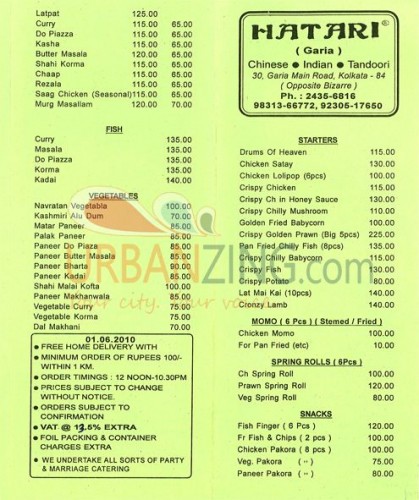 Latpat 125.00
Curry 115.00 65.00
Do Piazza 115.00 65.00
Kasha 115.00 65.00
Butter Masala 120.00 65.00
Shahi Korma 115.00 65.00
Chaap 115.00 65.00
Rezala 115.00 65.00
Saag Chicken (Seasonal) 115.00 65.00
Murg Masallam 120.00 70.00
FISH
Curry 135.00
Masala 135.00
Do Piazza 135.00
Korma 135.00
Kadai 140.00
VEGETABLES
Navratan Vegetabla 100.00
Kashmiri Alu Dum 70.00
Matar Paneer 85.00
Palak Paneer 85.00
Paneer Do Piaza 85.00
Paneer Butter Masala 85.00
Paneer Bharta 90.00
Paneer Kadai 85.00
Shahi Malai Kofta 100.00
Paneer Makhanwala 85.00
Vegetable Curry 75.00
Vegetable Korma 75.00
Dal Makhani 70.00
01.06.2010
● FREE HOME DELIVERY WITH
● MINIMUM ORDER OF RUPEES 100/-
WITHIN 1 KM.
● ORDER TIMINGS : 12 NOON-10.30PM
● PRICES SUBJECT TO CHANGE
WITHOUT NOTICE.
● ORDERS SUBJECT TO
CONFIRMATION
● VAT @ 13.5% EXTRA
● FOIL PACKING & CONTAINER
CHARGES EXTRA
● WE UNDERTAKE ALL SORTS OF PARTY
& MARRIAGE CATERING
HATARI®
( Garia )
Chinese ● Indian ● Tandoori
30, Garia Main Road, Kolkata - 84
( Opposite Bizarre )
Ph. : 2435-6816
98313-66772, 92305-17650
STARTERS
Drums Of Heaven 115.00
Chicken Satay 130.00
Chicken Lolipop (6pcs) 160.00
Crispy Chicken 115.00
Crispy Ch in Honey Sauce 130.00
Crispy Chilly Mushroom 110.00
Golden Fried Babycorn 100.00
Crispy Golden Prawn (Big 5pcs) 225.00
Pan Fried Chilly Fish (8pcs) 135.00
Crispy Chilly Babycorn 115.00
Crispy Fish 130.00
Crispy Potato 80.00
Lat Mai Kai (10pcs) 140.00
Crenzy Lamb 140.00
MOMO ( 6 Pcs ) ( Stemed / Fried )
Chicken Momo 100.00
For Pan Fried (etc) 10.00
SPRING ROLLS ( 6Pcs )
Ch Spring Roll 100.00
Prawn Spring Roll 120.00
Veg Spring Roll 80.00
SNACKS
Fish Finger ( 6 Pcs ) 120.00
Fr Fish & Chips ( 2 pcs ) 100.00
Chicken Pakora ( 8 pcs ) 100.00
Veg. Pakora ( ,, ) 75.00
Paneer Pakora ( ,, ) 80.00
URBANZING.com